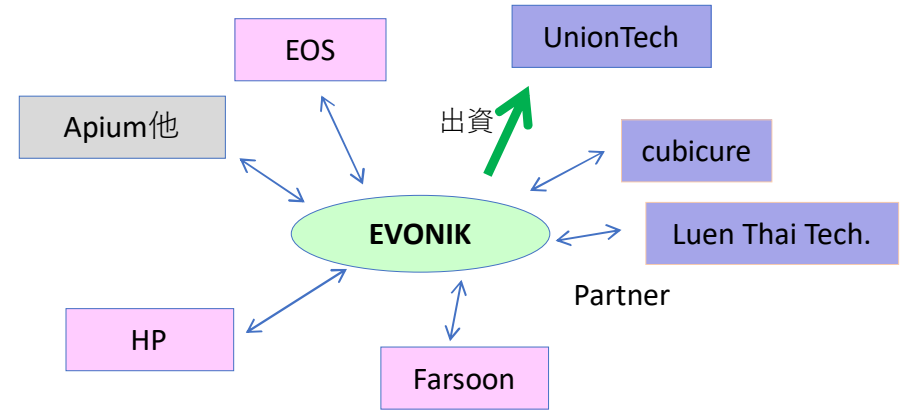 EOS
UnionTech
Apium他
出資
cubicure
EVONIK
Luen Thai Tech.
Partner
HP
Farsoon